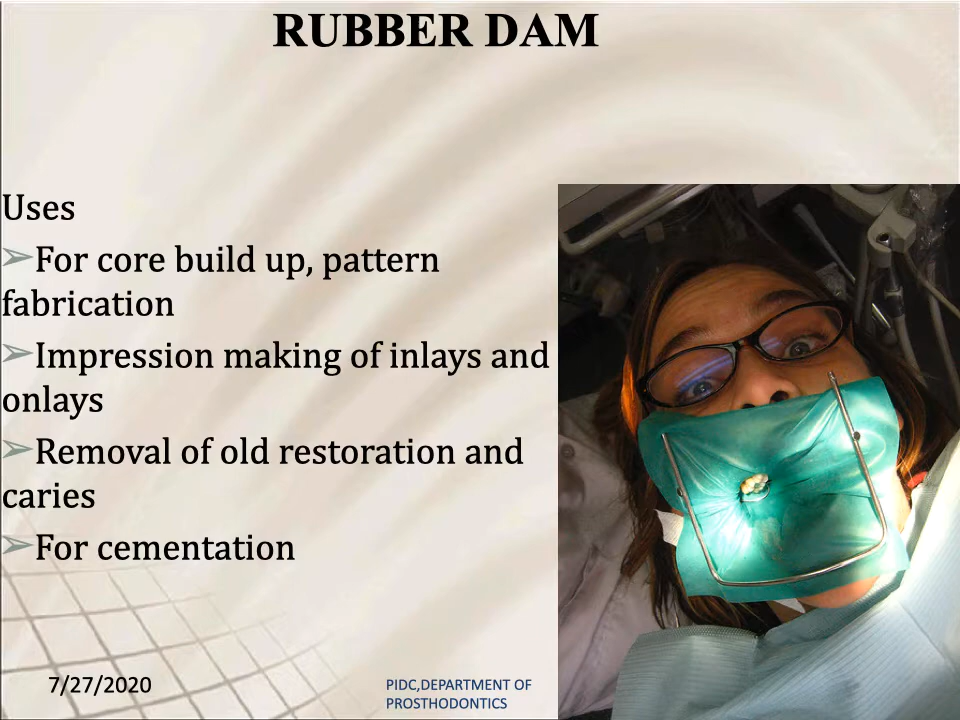 RUBBER DAM
Uses
➢For core build up, pattern
fabrication
➢Impression making of inlays and
onlays
➢Removal of old restoration and
caries
➢For cementation
7/27/2020
PIDC,DEPARTMENT OF
PROSTHODONTICS